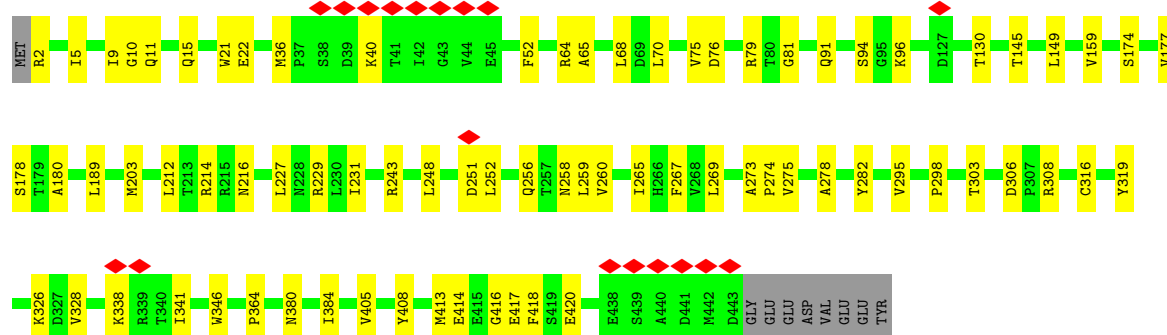 MET R2 I5 I9 G10 Q11 Q15 W21 E22 M36 P37 S38 D39 K40 T41 I42 G43 V44 E45 F52 R64 A65 L68 D69 L70 V75 D76 R79 T80 G81 Q91 S94 G95 K96 D127 T130 T145 L149 V159 S174 V177
S178 T179 A180 L189 M203 L212 T213 R214 R215 N216 L227 N228 R229 L230 I231 R243 L248 D251 L252 Q256 T257 N258 L259 V260 I265 H266 F267 V268 L269 A273 P274 V275 A278 Y282 V295 P298 T303 D306 P307 R308 C316 Y319
K326 D327 V328 K338 R339 T340 I341 W346 P364 N380 I384 V405 Y408 M413 E414 E415 G416 E417 F418 S419 E420 E438 S439 A440 D441 M442 D443 GLY GLU GLU ASP VAL GLU GLU TYR